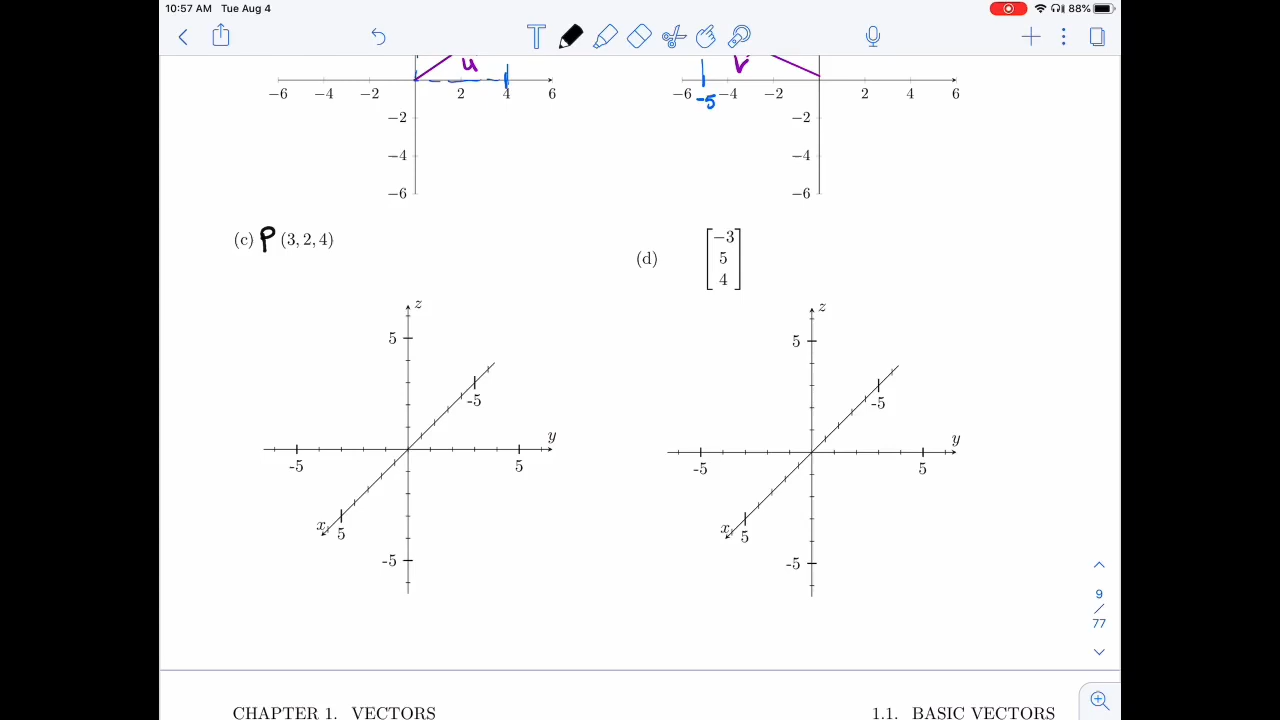 10:57 AM Tue Aug 4 88%
T
u
v
−6 −4 −2 2 4 6
−6 −4 −2 2 4 6
-5
−2
−4
−6
−2
−4
−6
(c) P (3, 2, 4)
(d)
−3
5
4
z
5
-5
-5 5 y
x 5
-5
z
5
-5
-5 5 y
x 5
-5
9
/
77
CHAPTER 1. VECTORS 1.1. BASIC VECTORS